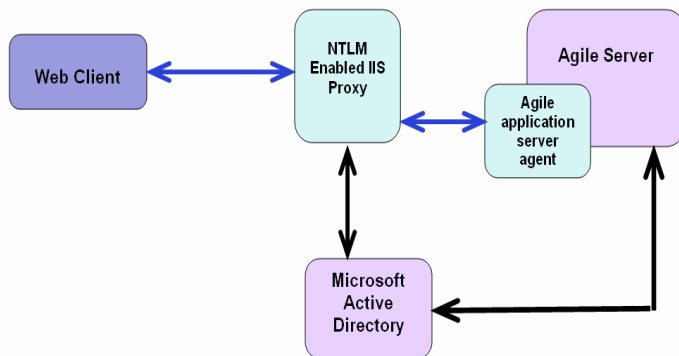 Web Client
NTLM
Enabled IIS
Proxy
Agile Server
Agile
application
server
agent
Microsoft
Active
Directory